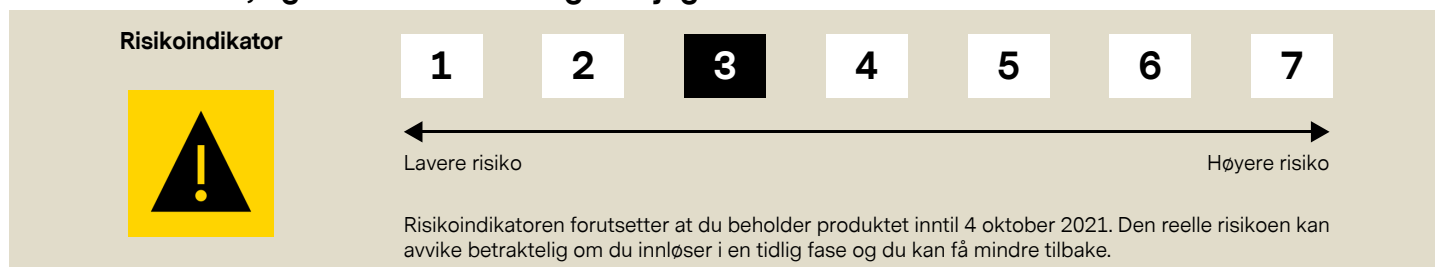 Risikoindikator
1 2 3 4 5 6 7
Lavere risiko Høyere risiko
Risikoindikatoren forutsetter at du beholder produktet inntil 4 oktober 2021. Den reelle risikoen kan
avvike betraktelig om du innløser i en tidlig fase og du kan få mindre tilbake.